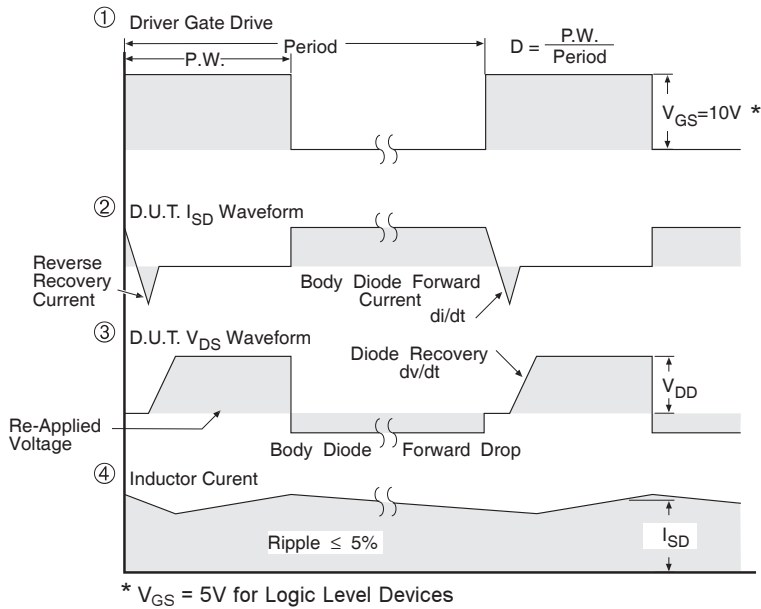 ① Driver Gate Drive
Period
P.W.
D = P.W.
Period
V_GS=10V *
② D.U.T. I_SD Waveform
Reverse
Recovery
Current
Body Diode Forward
Current
di/dt
③ D.U.T. V_DS Waveform
Diode Recovery
dv/dt
V_DD
Re-Applied
Voltage
Body Diode Forward Drop
④ Inductor Curent
Ripple ≤ 5%
I_SD
* V_GS = 5V for Logic Level Devices